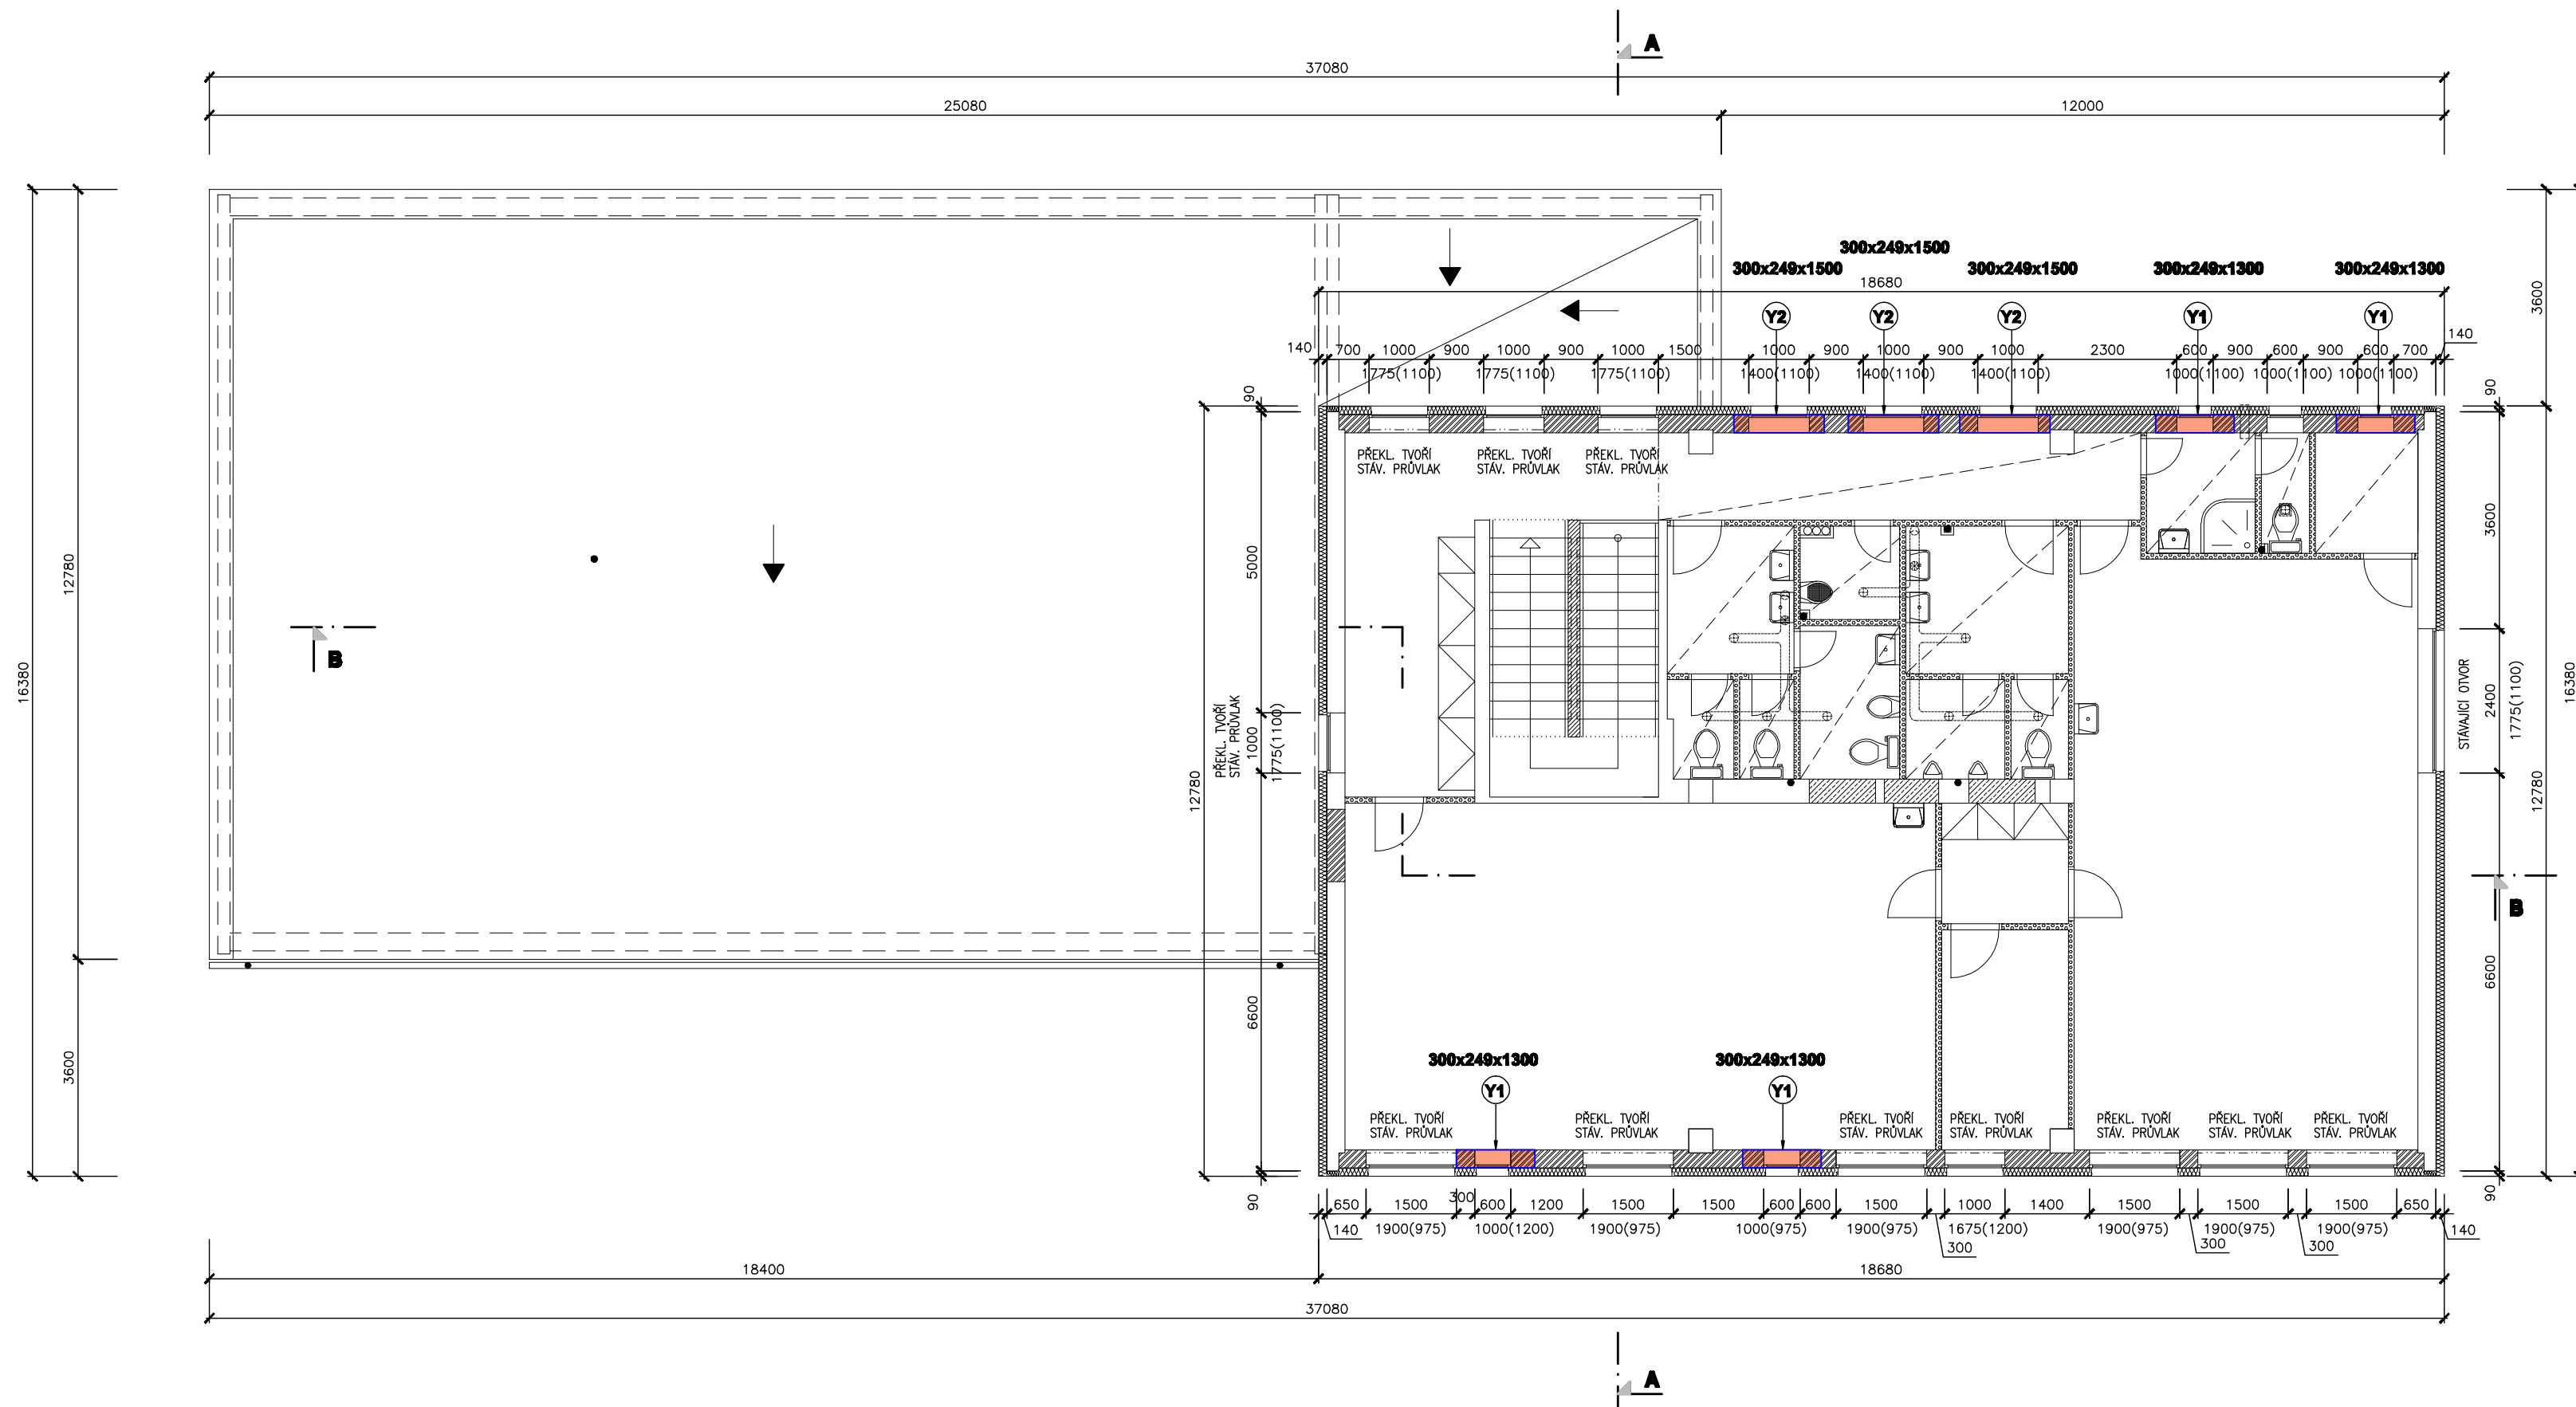 A
37080
25080
12000
300x249x1500
300x249x1500
300x249x1500
300x249x1300
300x249x1300
18680
Y2
Y2
Y2
Y1
Y1
140
140
700
1000
900
1000
900
1000
1500
1000
900
1000
900
1000
2300
600
900
600
900
600
700
1775(1100)
1775(1100)
1775(1100)
1400(1100)
1400(1100)
1400(1100)
1000(1100)
1000(1100)
1000(1100)
90
90
3600
PŘEKL. TVOŘÍ
STÁV. PRŮVLAK
PŘEKL. TVOŘÍ
STÁV. PRŮVLAK
PŘEKL. TVOŘÍ
STÁV. PRŮVLAK
12780
16380
3600
B
5000
12780
PŘEKL. TVOŘÍ
STÁV. PRŮVLAK
1000
1775(1100)
6600
90
3600
STÁVAJÍCÍ OTVOR
2400
1775(1100)
16380
12780
B
6600
90
300x249x1300
300x249x1300
Y1
Y1
PŘEKL. TVOŘÍ
STÁV. PRŮVLAK
PŘEKL. TVOŘÍ
STÁV. PRŮVLAK
PŘEKL. TVOŘÍ
STÁV. PRŮVLAK
PŘEKL. TVOŘÍ
STÁV. PRŮVLAK
PŘEKL. TVOŘÍ
STÁV. PRŮVLAK
PŘEKL. TVOŘÍ
STÁV. PRŮVLAK
PŘEKL. TVOŘÍ
STÁV. PRŮVLAK
650
1500
300
600
1200
1500
1500
600
600
1500
1000
1400
1500
1500
1500
650
140
1900(975)
1000(1200)
1900(975)
1000(975)
1900(975)
1675(1200)
1900(975)
1900(975)
1900(975)
140
300
300
300
18400
18680
37080
A